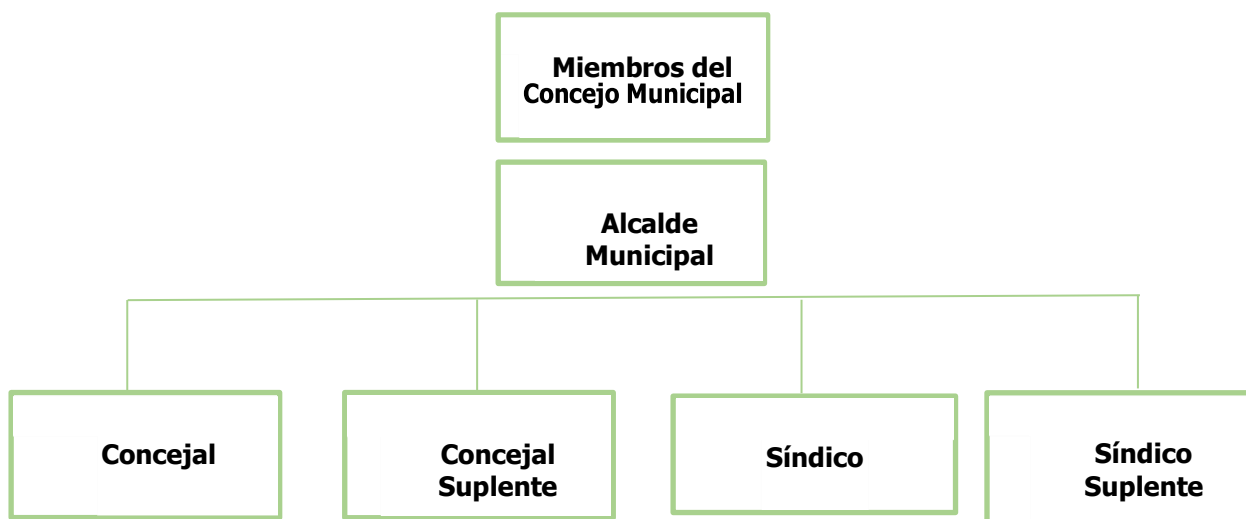 Miembros del
Concejo Municipal
Alcalde
Municipal
Concejal
Concejal
Suplente
Síndico
Síndico
Suplente